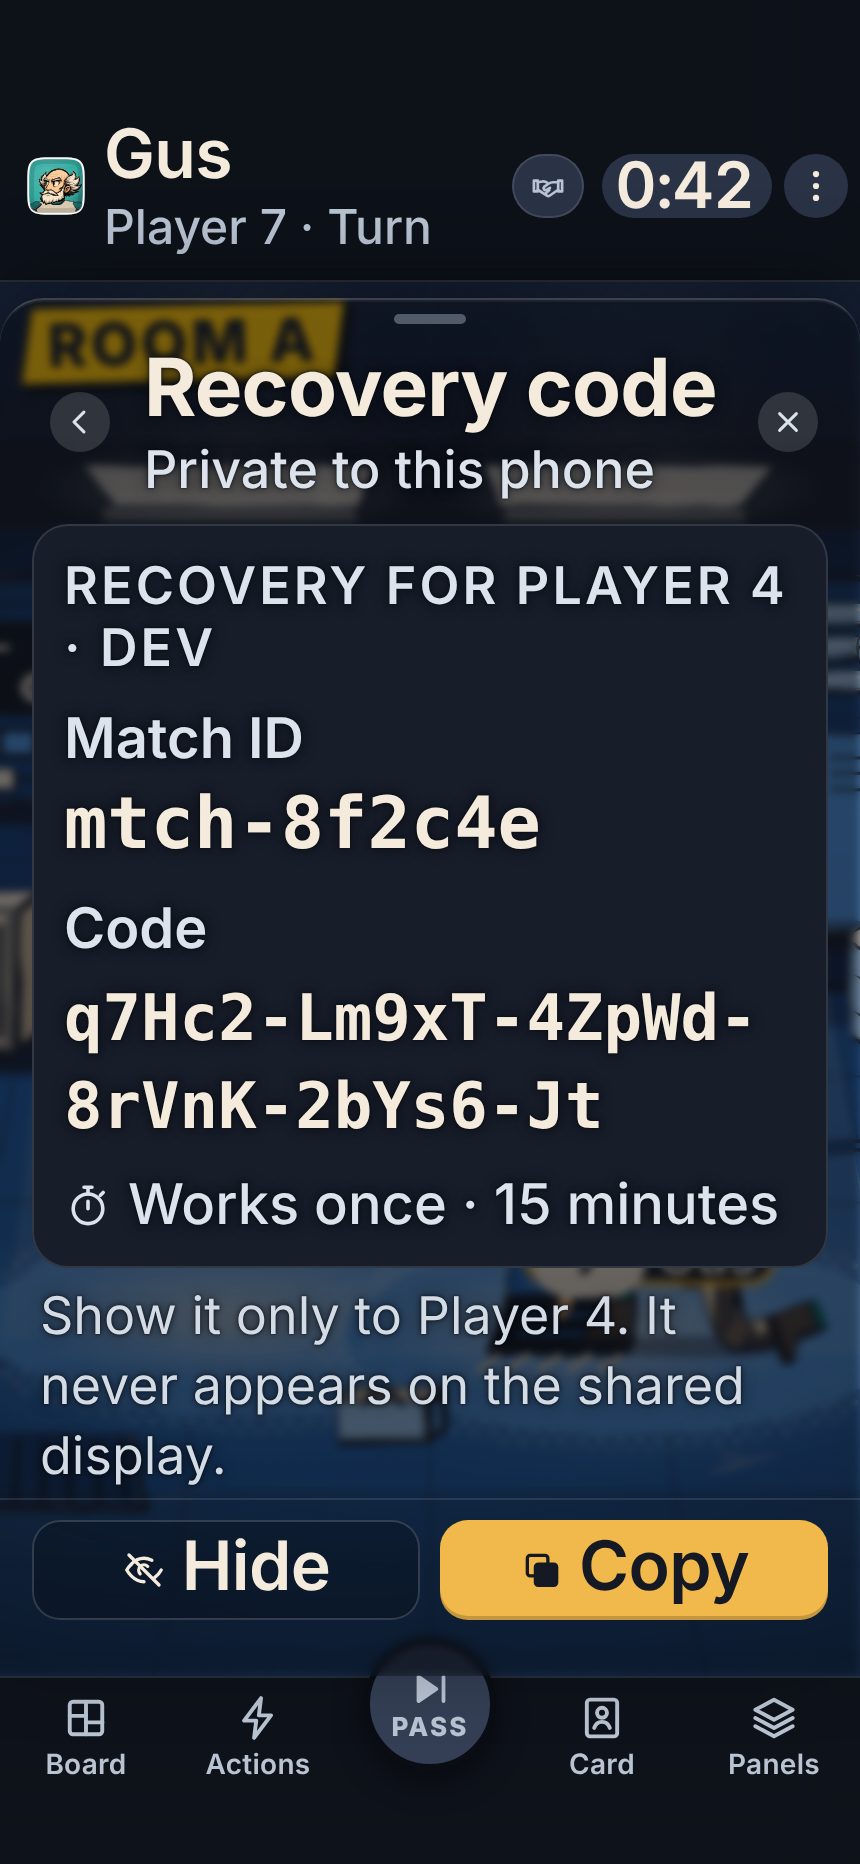 Gus
Player 7 · Turn
0:42
ROOM A
Recovery code
Private to this phone
RECOVERY FOR PLAYER 4
· DEV
Match ID
mtch-8f2c4e
Code
q7Hc2-Lm9xT-4ZpWd-
8rVnK-2bYs6-Jt
Works once · 15 minutes
Show it only to Player 4. It
never appears on the shared
display.
Hide
Copy
PASS
Board
Actions
Card
Panels